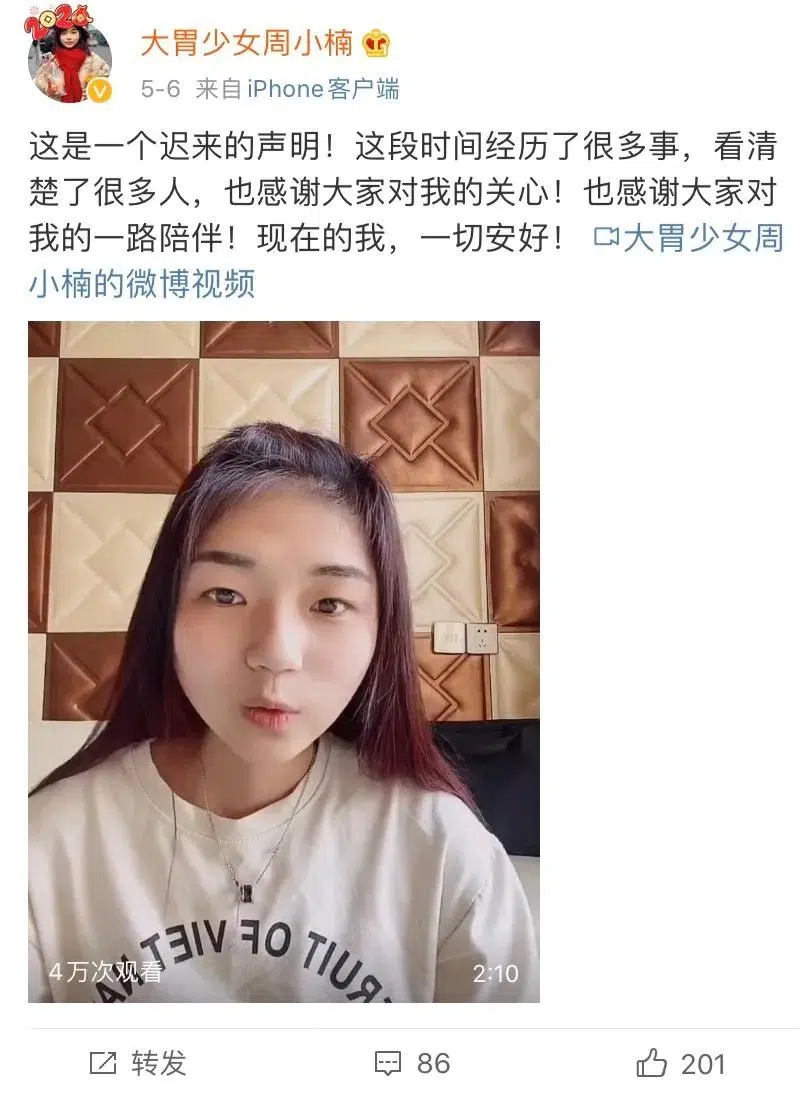 2020
大胃少女周小楠
5-6 来自 iPhone客户端
这是一个迟来的声明！这段时间经历了很多事，看清
楚了很多人，也感谢大家对我的关心！也感谢大家对
我的一路陪伴！现在的我，一切安好！ 大胃少女周
小楠的微博视频
FRUIT OF VIET NAM
4万次观看 2:10
转发 86 201